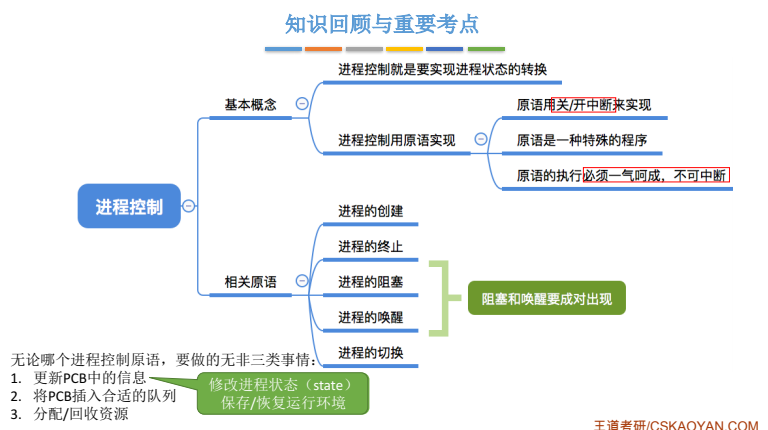 知识回顾与重要考点
进程控制
基本概念
进程控制就是要实现进程状态的转换
进程控制用原语实现
原语用关/开中断来实现
原语是一种特殊的程序
原语的执行必须一气呵成，不可中断
相关原语
进程的创建
进程的终止
进程的阻塞
进程的唤醒
进程的切换
阻塞和唤醒要成对出现
无论哪个进程控制原语，要做的无非三类事情：
1. 更新PCB中的信息
2. 将PCB插入合适的队列
3. 分配/回收资源
修改进程状态（state）
保存/恢复运行环境
王道考研/CSKAOYAN.COM